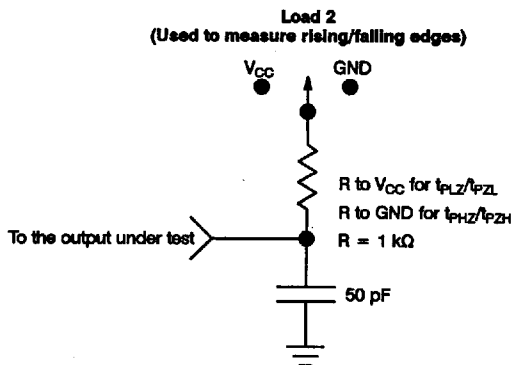 Load 2
(Used to measure rising/falling edges)
VCC GND
R to VCC for tPLZ/tPZL
R to GND for tPHZ/tPZH
To the output under test R = 1 kΩ
50 pF